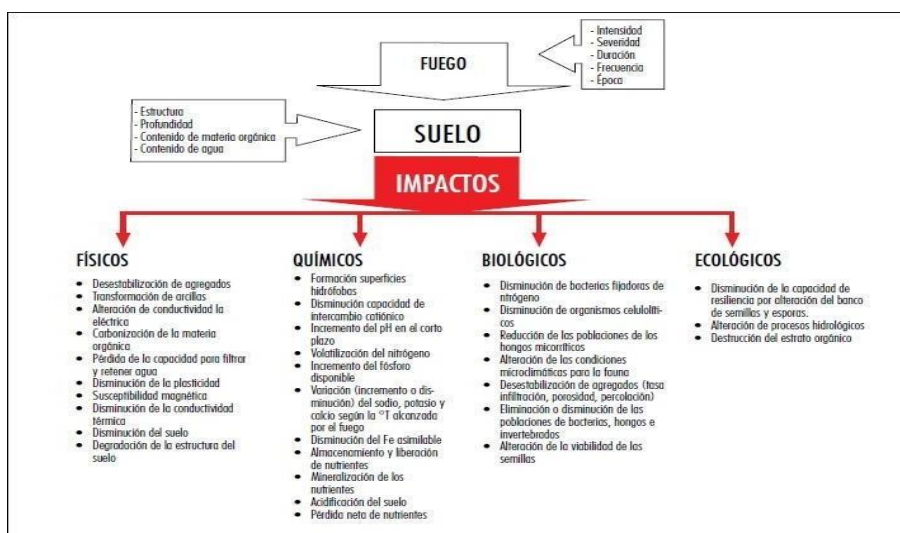 FUEGO
- Intensidad
- Severidad
- Duración
- Frecuencia
- Época
- Estructura
- Profundidad
- Contenido de materia orgánica
- Contenido de agua
SUELO
IMPACTOS
FÍSICOS
• Desestabilización de agregados
• Transformación de arcillas
• Alteración de conductividad la
eléctrica
• Carbonización de la materia
orgánica
• Pérdida de la capacidad para filtrar
y retener agua
• Disminución de la plasticidad
• Susceptibilidad magnética
• Disminución de la conductividad
térmica
• Disminución del suelo
• Degradación de la estructura del
suelo
QUÍMICOS
• Formación superficies
hidrófobas
• Disminución capacidad de
intercambio catiónico
• Incremento del pH en el corto
plazo
• Volatilización del nitrógeno
• Incremento del fósforo
disponible
• Variación (incremento o dis-
minución) del sodio, potasio y
calcio según la °T alcanzada
por el fuego
• Disminución del Fe asimilable
• Almacenamiento y liberación
de nutrientes
• Mineralización de los
nutrientes
• Acidificación del suelo
• Pérdida neta de nutrientes
BIOLÓGICOS
• Disminución de bacterias fijadoras de
nitrógeno
• Disminución de organismos celulolíti-
cos
• Reducción de las poblaciones de los
hongos micorríticos
• Alteración de las condiciones
microclimáticas para la fauna
• Desestabilización de agregados (tasa
infiltración, porosidad, percolación)
• Eliminación o disminución de las
poblaciones de bacterias, hongos e
invertebrados
• Alteración de la viabilidad de las
semillas
ECOLÓGICOS
• Disminución de la capacidad de
resiliencia por alteración del banco
de semillas y esporas.
• Alteración de procesos hidrológicos
• Destrucción del estrato orgánico